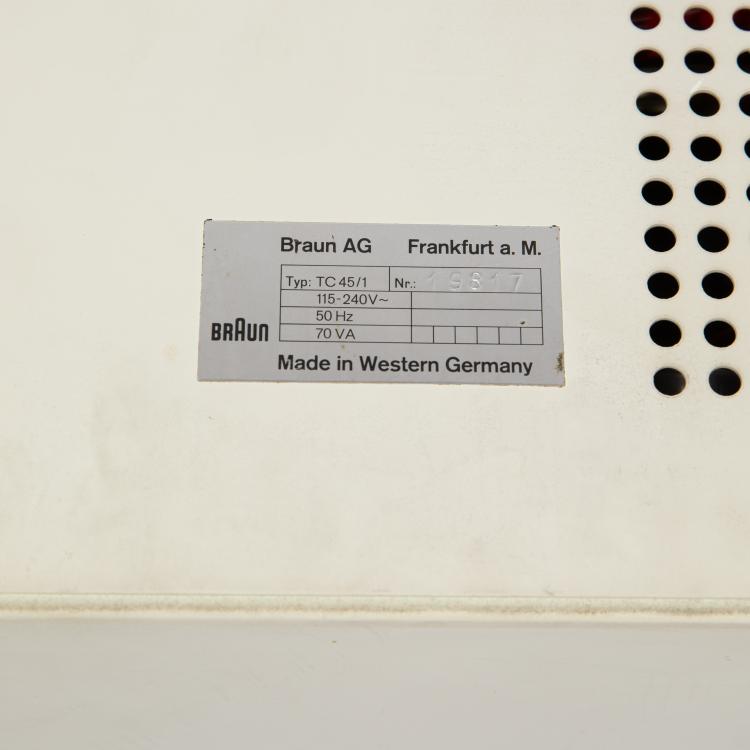 Braun AG Frankfurt a. M.
Typ: TC 45/1 Nr.: 19817
115-240V~
50 Hz
70 VA
BRAUN
Made in Western Germany